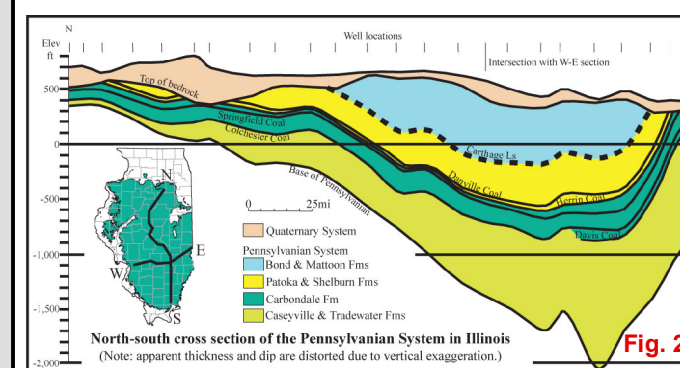 N
Well locations
Elev
ft
Intersection with W-E section
500
Top of bedrock
Springfield Coal
Colchester Coal
0
Carthage Ls
Base of Pennsylvanian
Danville Coal
Herrin Coal
Davis Coal
-500
-1,000
-1,500
-2,000
N
E
W
S
0 25mi
Quaternary System
Pennsylvanian System
Bond & Mattoon Fms
Patoka & Shelburn Fms
Carbondale Fm
Caseyville & Tradewater Fms
North-south cross section of the Pennsylvanian System in Illinois
(Note: apparent thickness and dip are distorted due to vertical exaggeration.)
Fig. 2